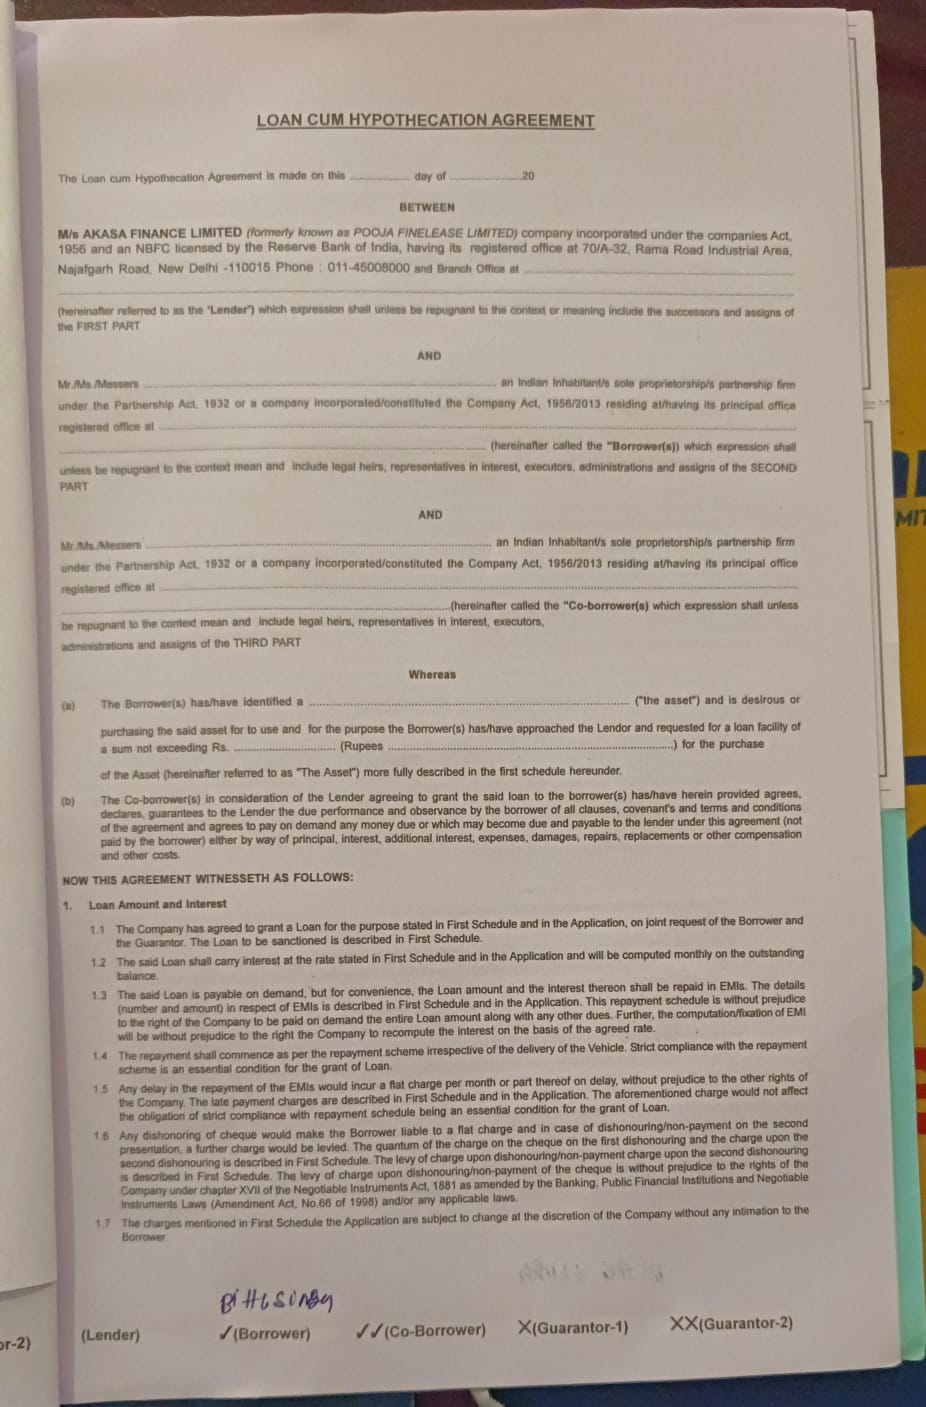 LOAN CUM HYPOTHECATION AGREEMENT
The Loan cum Hypothecation Agreement is made on this .................. day of ......................20
BETWEEN
M/s AKASA FINANCE LIMITED (formerly known as POOJA FINELEASE LIMITED) company incorporated under the companies Act,
1956 and an NBFC licensed by the Reserve Bank of India, having its registered office at 70/A-32, Rama Road Industrial Area,
Najafgarh Road, New Delhi -110015 Phone : 011-45008000 and Branch Office at ..........................................................
(hereinafter referred to as the 'Lender') which expression shall unless be repugnant to the context or meaning include the successors and assigns of
the FIRST PART
AND
Mr./Ms./Messers .......................................................... an Indian Inhabitant/s sole proprietorship/s partnership firm
under the Partnership Act, 1932 or a company incorporated/constituted the Company Act, 1956/2013 residing at/having its principal office
registered office at ..........................................................
.......................................................... (hereinafter called the "Borrower(s)) which expression shall
unless be repugnant to the context mean and include legal heirs, representatives in interest, executors, administrations and assigns of the SECOND
PART
AND
Mr./Ms./Messers .......................................................... an Indian Inhabitant/s sole proprietorship/s partnership firm
under the Partnership Act, 1932 or a company incorporated/constituted the Company Act, 1956/2013 residing at/having its principal office
registered office at ..........................................................
..........................................................(hereinafter called the "Co-borrower(s) which expression shall unless
be repugnant to the context mean and include legal heirs, representatives in interest, executors,
administrations and assigns of the THIRD PART
Whereas
(a) The Borrower(s) has/have identified a .......................................................... ("the asset") and is desirous or
purchasing the said asset for to use and for the purpose the Borrower(s) has/have approached the Lendor and requested for a loan facility of
a sum not exceeding Rs. ................................ (Rupees ..........................................................) for the purchase
of the Asset (hereinafter referred to as "The Asset") more fully described in the first schedule hereunder.
(b) The Co-borrower(s) in consideration of the Lender agreeing to grant the said loan to the borrower(s) has/have herein provided agrees,
declares, guarantees to the Lender the due performance and observance by the borrower of all clauses, covenant's and terms and conditions
of the agreement and agrees to pay on demand any money due or which may become due and payable to the lender under this agreement (not
paid by the borrower) either by way of principal, interest, additional interest, expenses, damages, repairs, replacements or other compensation
and other costs.
NOW THIS AGREEMENT WITNESSETH AS FOLLOWS:
1. Loan Amount and Interest
1.1 The Company has agreed to grant a Loan for the purpose stated in First Schedule and in the Application, on joint request of the Borrower and
the Guarantor. The Loan to be sanctioned is described in First Schedule.
1.2 The said Loan shall carry interest at the rate stated in First Schedule and in the Application and will be computed monthly on the outstanding
balance.
1.3 The said Loan is payable on demand, but for convenience, the Loan amount and the interest thereon shall be repaid in EMIs. The details
(number and amount) in respect of EMIs is described in First Schedule and in the Application. This repayment schedule is without prejudice
to the right of the Company to be paid on demand the entire Loan amount along with any other dues. Further, the computation/fixation of EMI
will be without prejudice to the right the Company to recompute the interest on the basis of the agreed rate.
1.4 The repayment shall commence as per the repayment scheme irrespective of the delivery of the Vehicle. Strict compliance with the repayment
scheme is an essential condition for the grant of Loan.
1.5 Any delay in the repayment of the EMIs would incur a flat charge per month or part thereof on delay, without prejudice to the other rights of
the Company. The late payment charges are described in First Schedule and in the Application. The aforementioned charge would not affect
the obligation of strict compliance with repayment schedule being an essential condition for the grant of Loan.
1.6 Any dishonoring of cheque would make the Borrower liable to a flat charge and in case of dishonouring/non-payment on the second
presentation, a further charge would be levied. The quantum of the charge on the cheque on the first dishonouring and the charge upon the
second dishonouring is described in First Schedule. The levy of charge upon dishonouring/non-payment charge upon the second dishonouring
is described in First Schedule. The levy of charge upon dishonouring/non-payment of the cheque is without prejudice to the rights of the
Company under chapter XVII of the Negotiable Instruments Act, 1881 as amended by the Banking, Public Financial Institutions and Negotiable
Instruments Laws (Amendment Act, No.66 of 1998) and/or any applicable laws.
1.7 The charges mentioned in First Schedule the Application are subject to change at the discretion of the Company without any intimation to the
Borrower.
or-2) (Lender) ✓(Borrower) ✓✓(Co-Borrower) X(Guarantor-1) XX(Guarantor-2)